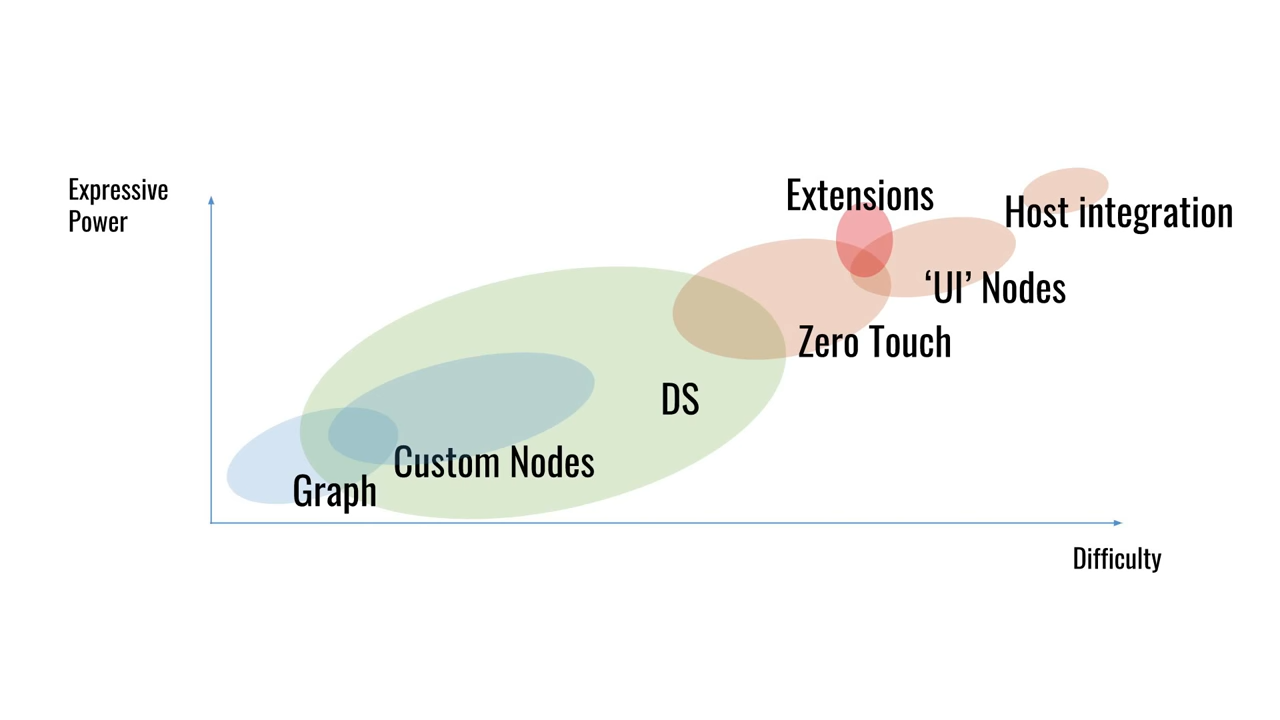 Expressive
Power
Extensions
Host integration
‘UI’ Nodes
Zero Touch
DS
Custom Nodes
Graph
Difficulty